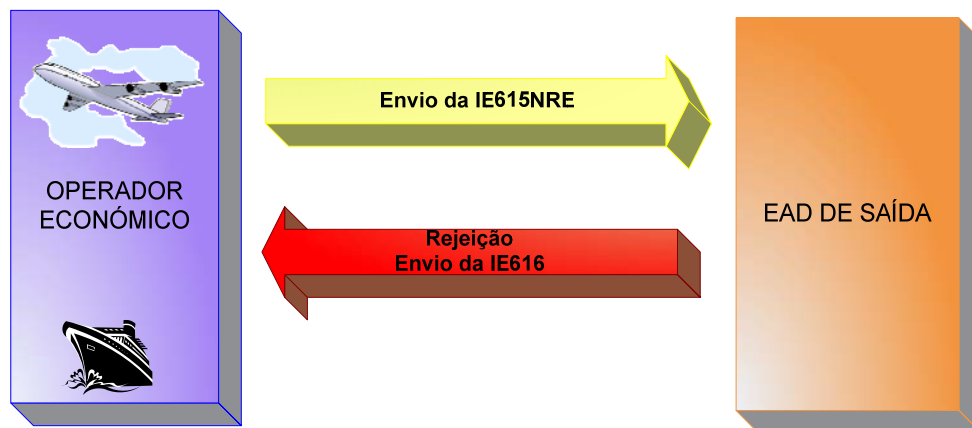 OPERADOR
ECONÓMICO
Envio da IE615NRE
Rejeição
Envio da IE616
EAD DE SAÍDA